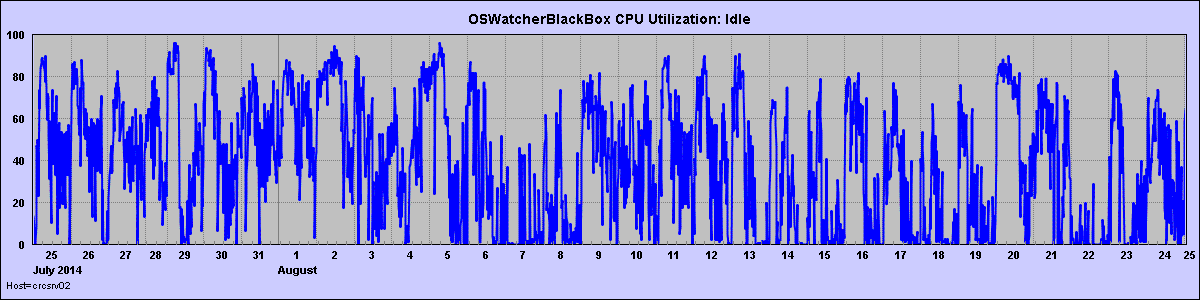 OSWatcherBlackBox CPU Utilization: Idle
100
80
60
40
20
0
25 26 27 28 29 30 31 1 2 3 4 5 6 7 8 9 10 11 12 13 14 15 16 17 18 19 20 21 22 23 24 25
July 2014 August
Host=crcsrv02